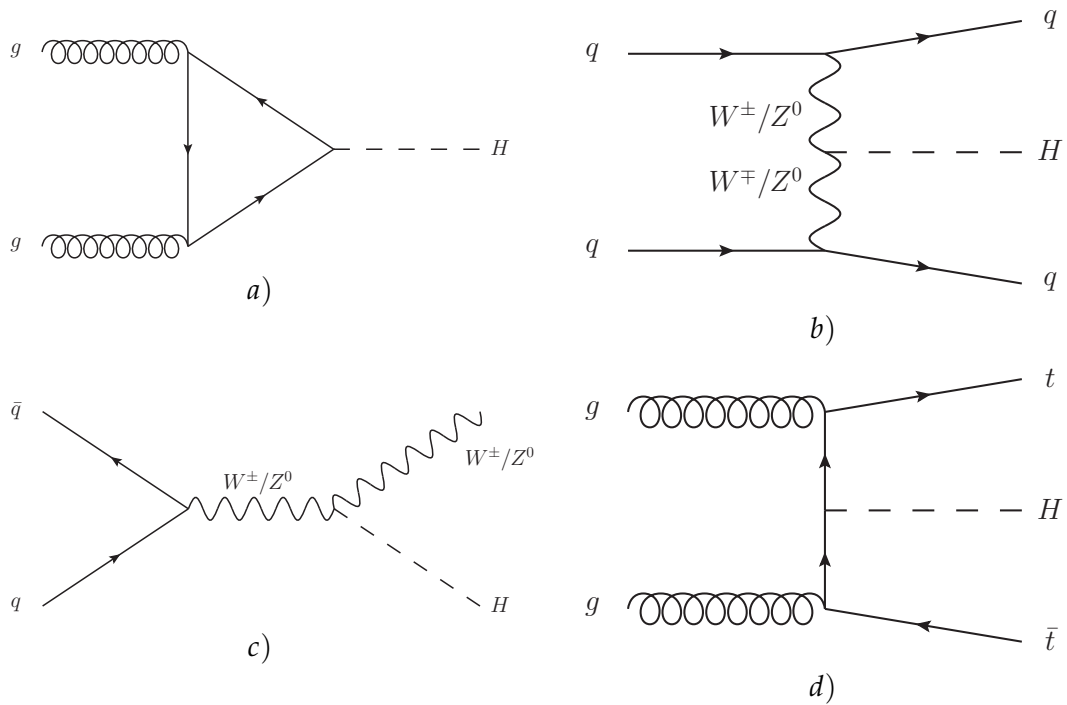 g
H
g
a)
q
q
W±/Z⁰
H
W∓/Z⁰
q
q
b)
q̄
W±/Z⁰
W±/Z⁰
q
H
c)
g
t
H
g
t̄
d)